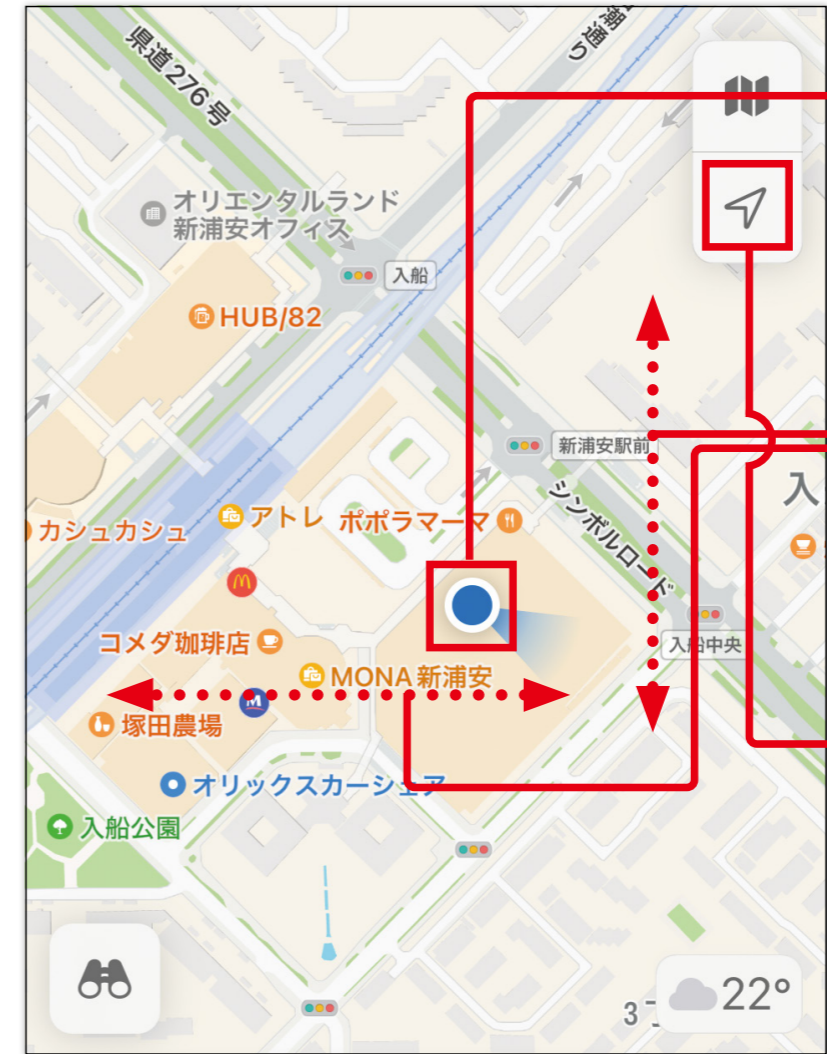 県道276号
潮通り
オリエンタルランド
新浦安オフィス
入船
HUB/82
新浦安駅前
シンボルロード
入
カシュカシュ
アトレ
ポポラマーマ
コメダ珈琲店
入船中央
MONA新浦安
M
塚田農場
オリックスカーシェア
入船公園
22°
3